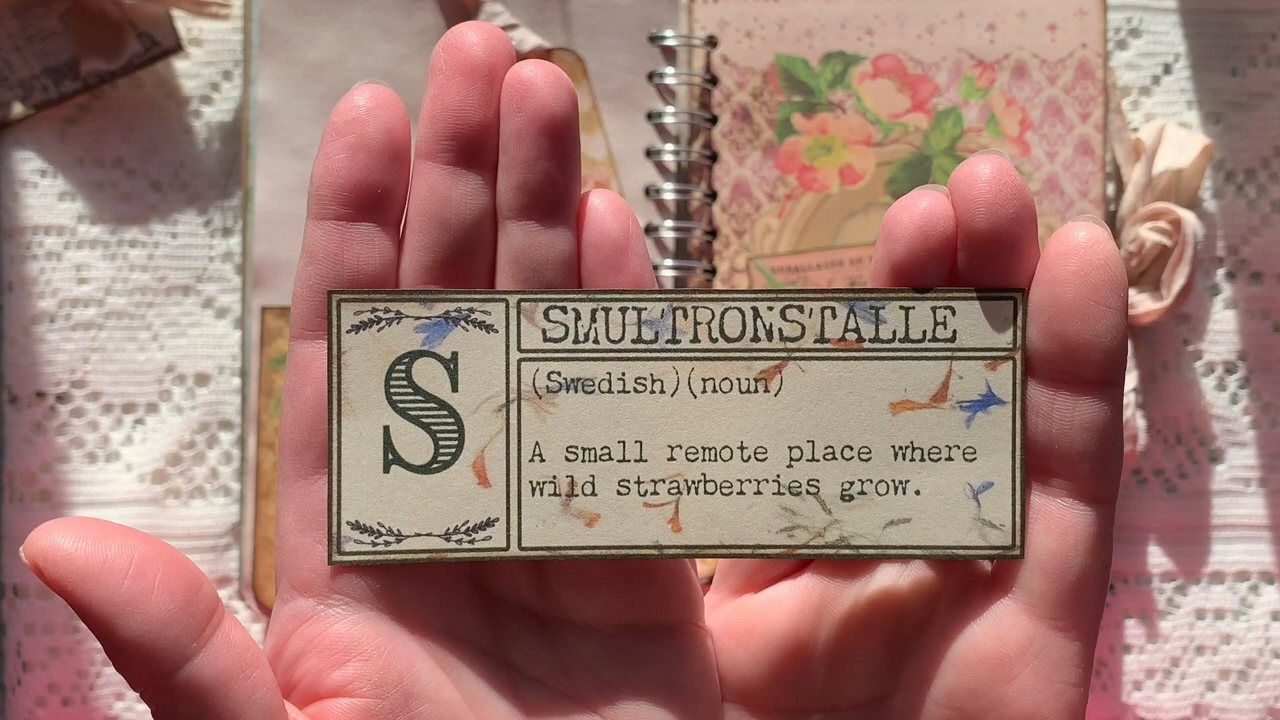 S
SMULTRONSTALLE
(Swedish)(noun)
A small remote place where
wild strawberries grow.